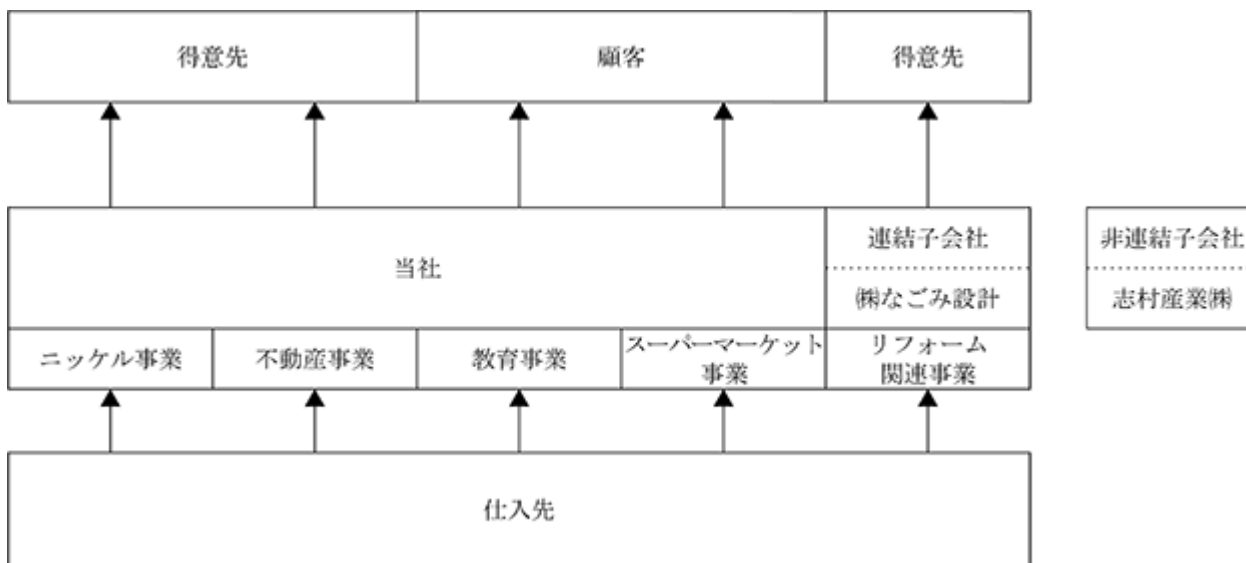 得意先
顧客
得意先
当社
連結子会社
㈱なごみ設計
非連結子会社
志村産業㈱
ニッケル事業
不動産事業
教育事業
スーパーマーケット
事業
リフォーム
関連事業
仕入先